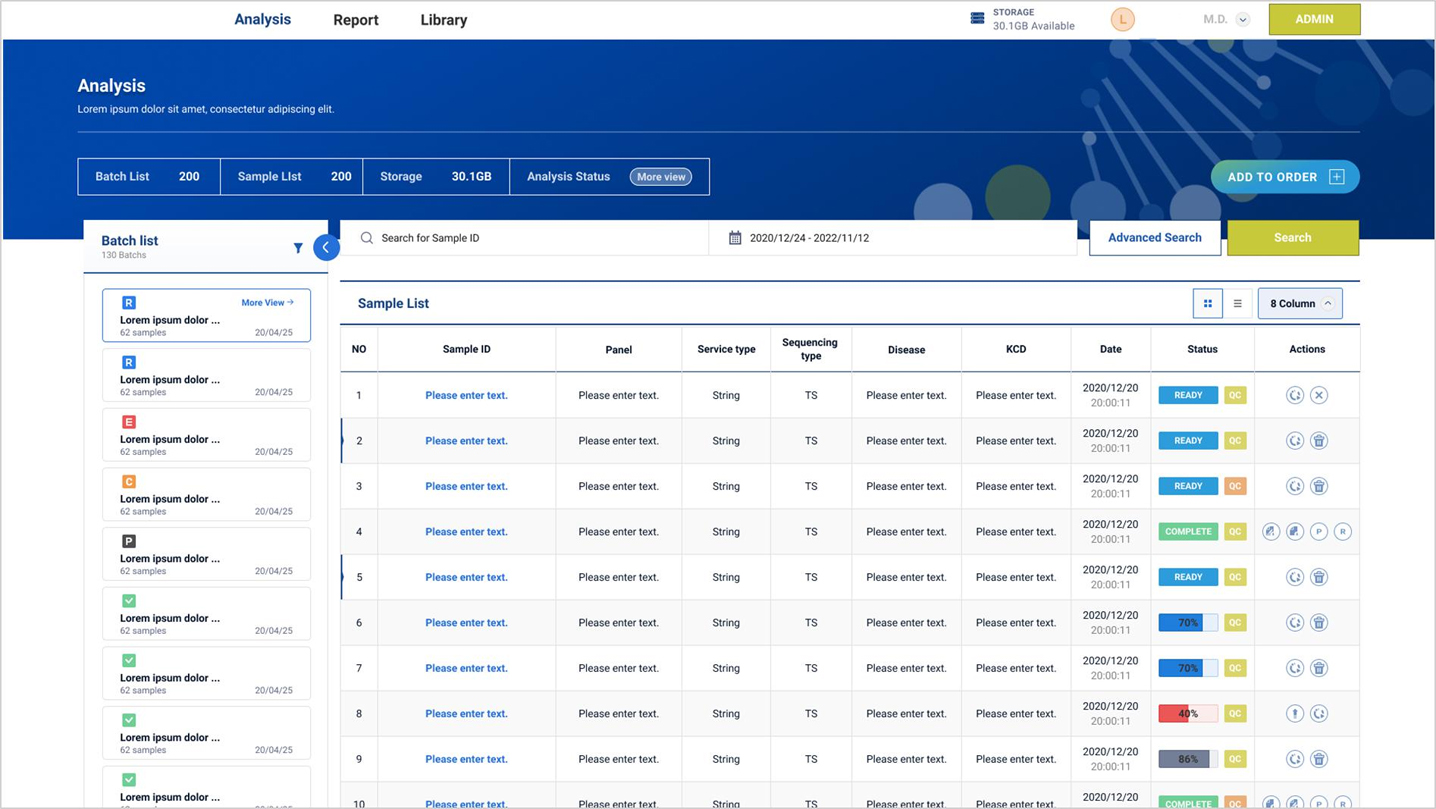 Analysis Report Library STORAGE 30.1GB Available L M.D. ADMIN
Analysis
Lorem ipsum dolor sit amet, consectetur adipiscing elit.
Batch List 200 Sample LIst 200 Storage 30.1GB Analysis Status More view ADD TO ORDER
Batch list
130 Batchs
R More View
Lorem ipsum dolor ...
62 samples 20/04/25
R
Lorem ipsum dolor ...
62 samples 20/04/25
E
Lorem ipsum dolor ...
62 samples 20/04/25
C
Lorem ipsum dolor ...
62 samples 20/04/25
P
Lorem ipsum dolor ...
62 samples 20/04/25
Lorem ipsum dolor ...
62 samples 20/04/25
Lorem ipsum dolor ...
62 samples 20/04/25
Lorem ipsum dolor ...
62 samples 20/04/25
Lorem ipsum dolor ...
Search for Sample ID 2020/12/24 - 2022/11/12 Advanced Search Search
Sample List 8 Column
NO Sample ID Panel Service type Sequencing type Disease KCD Date Status Actions
1 Please enter text. Please enter text. String TS Please enter text. Please enter text. 2020/12/20 20:00:11 READY QC
2 Please enter text. Please enter text. String TS Please enter text. Please enter text. 2020/12/20 20:00:11 READY QC
3 Please enter text. Please enter text. String TS Please enter text. Please enter text. 2020/12/20 20:00:11 READY QC
4 Please enter text. Please enter text. String TS Please enter text. Please enter text. 2020/12/20 20:00:11 COMPLETE QC P R
5 Please enter text. Please enter text. String TS Please enter text. Please enter text. 2020/12/20 20:00:11 READY QC
6 Please enter text. Please enter text. String TS Please enter text. Please enter text. 2020/12/20 20:00:11 70% QC
7 Please enter text. Please enter text. String TS Please enter text. Please enter text. 2020/12/20 20:00:11 70% QC
8 Please enter text. Please enter text. String TS Please enter text. Please enter text. 2020/12/20 20:00:11 40% QC
9 Please enter text. Please enter text. String TS Please enter text. Please enter text. 2020/12/20 20:00:11 86% QC
10 Please enter text. Please enter text. String TS Please enter text. Please enter text. 2020/12/20 COMPLETE QC P R